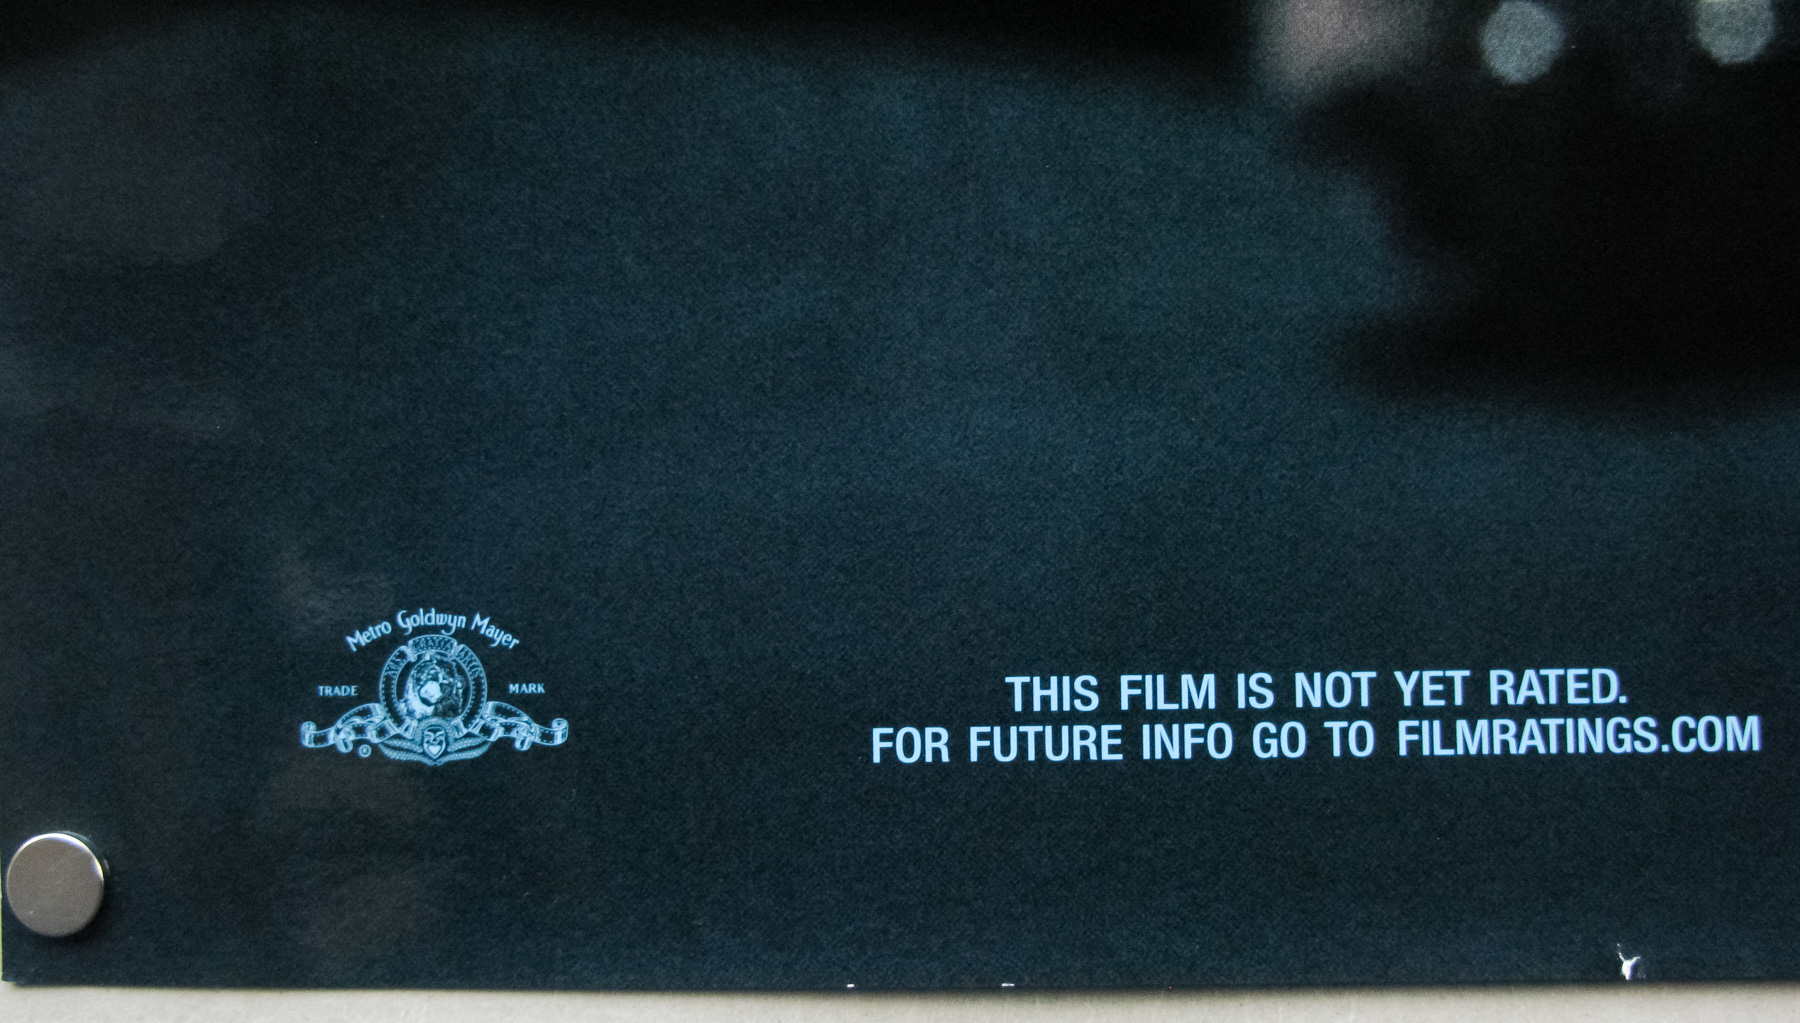 Metro Goldwyn Mayer
TRADE MARK
®
THIS FILM IS NOT YET RATED.
FOR FUTURE INFO GO TO FILMRATINGS.COM